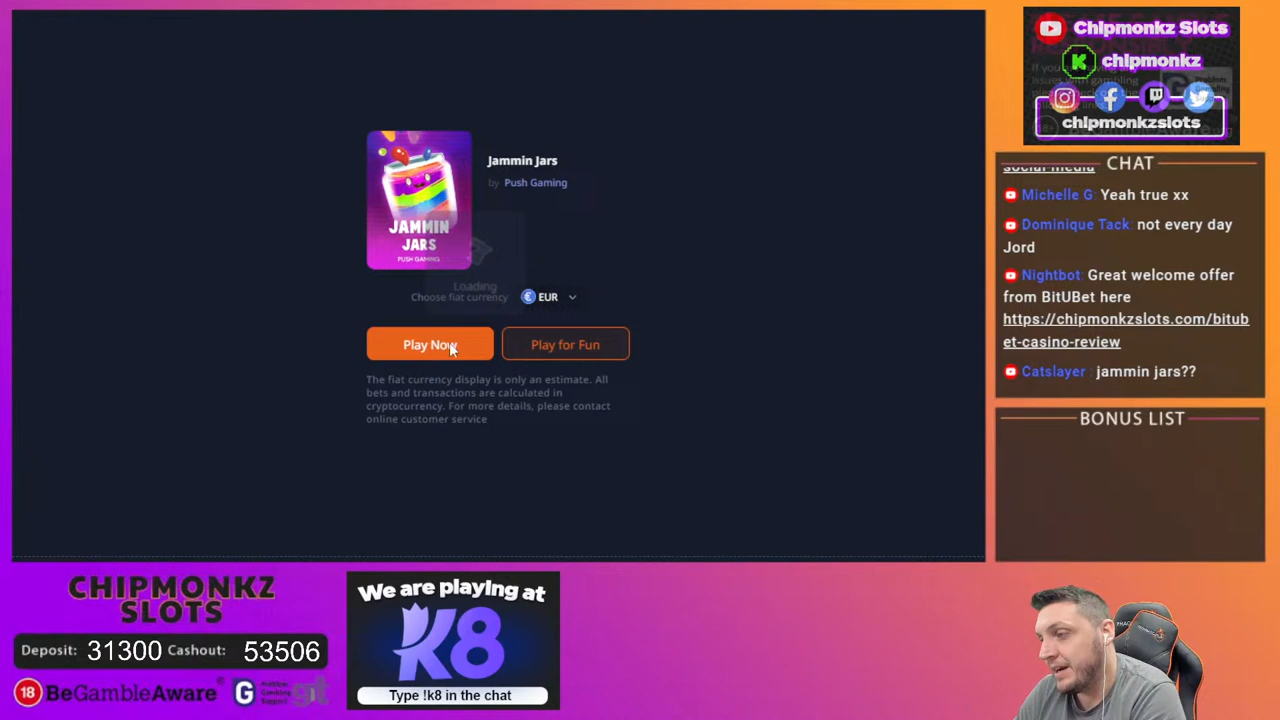 Jammin Jars
by Push Gaming
JAMMIN
JARS
PUSH GAMING
Loading
Choose fiat currency
€ EUR
Play Now
Play for Fun
The fiat currency display is only an estimate. All
bets and transactions are calculated in
cryptocurrency. For more details, please contact
online customer service
Chipmonkz Slots
K chipmonkz
chipmonkzslots
CHAT
social media
Michelle G: Yeah true xx
Dominique Tack: not every day
Jord
Nightbot: Great welcome offer
from BitUBet here
https://chipmonkzslots.com/bitub
et-casino-review
Catslayer : jammin jars??
BONUS LIST
CHIPMONKZ
SLOTS
Deposit: 31300 Cashout: 53506
18 BeGambleAware
We are playing at
K8
Type !k8 in the chat